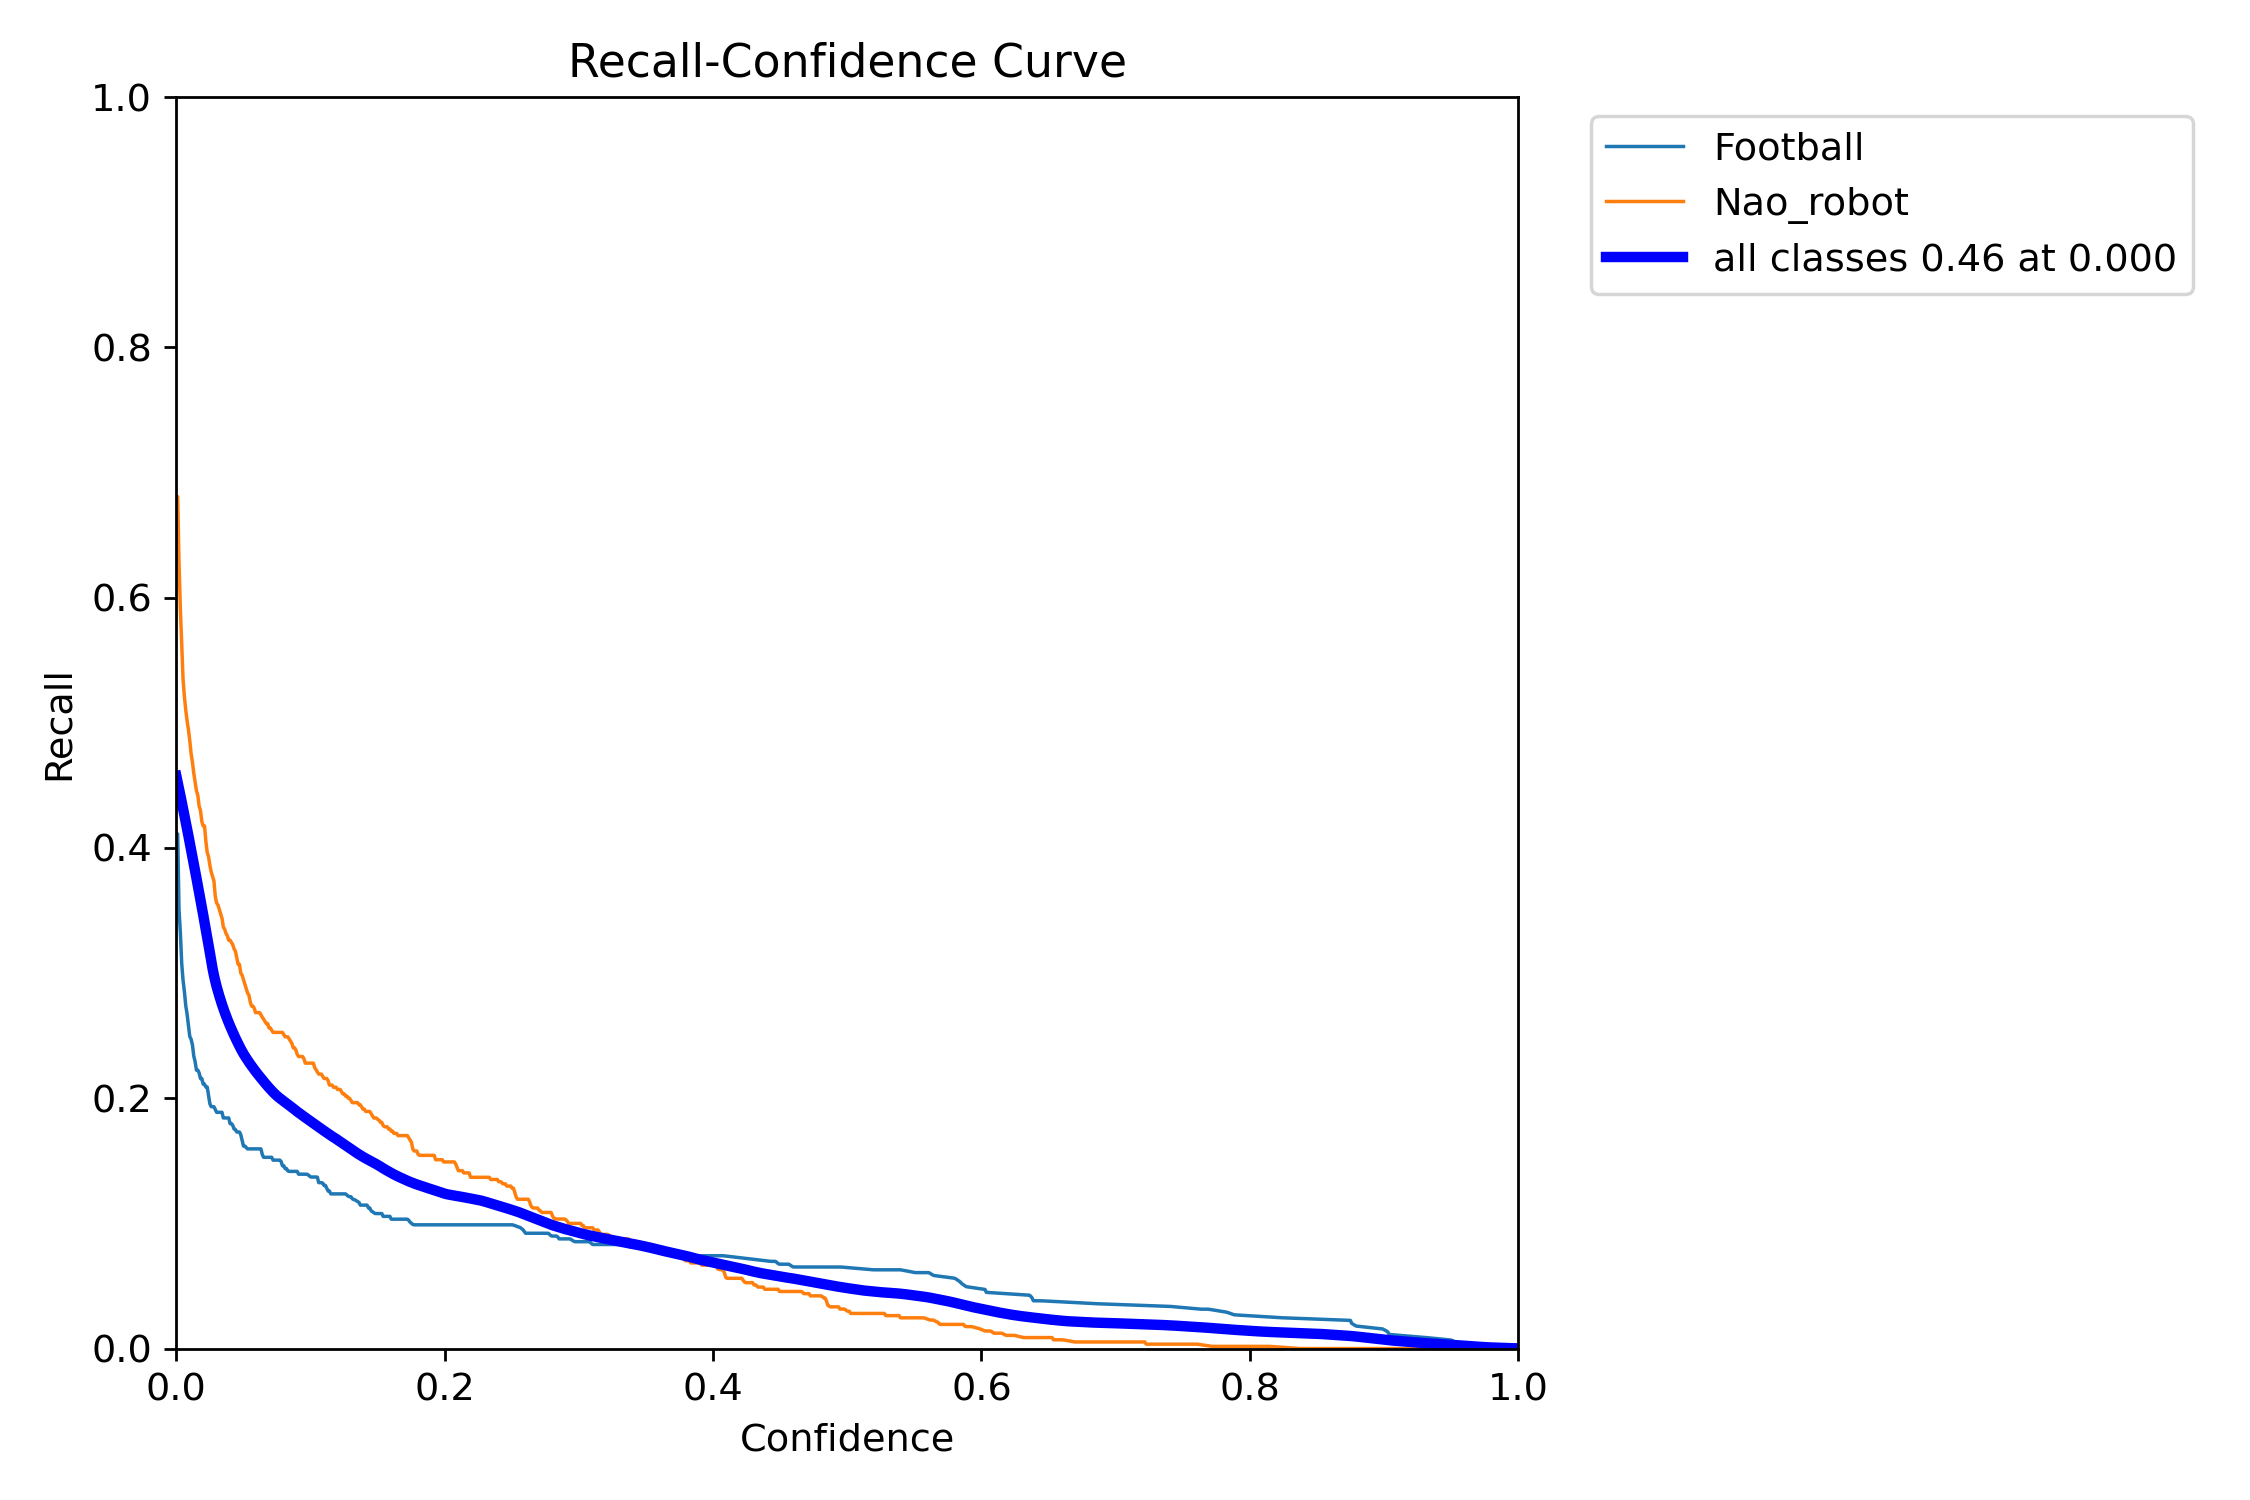 Recall-Confidence Curve
1.0
0.8
0.6
0.4
0.2
0.0
Recall
0.0 0.2 0.4 0.6 0.8 1.0
Confidence
Football
Nao_robot
all classes 0.46 at 0.000